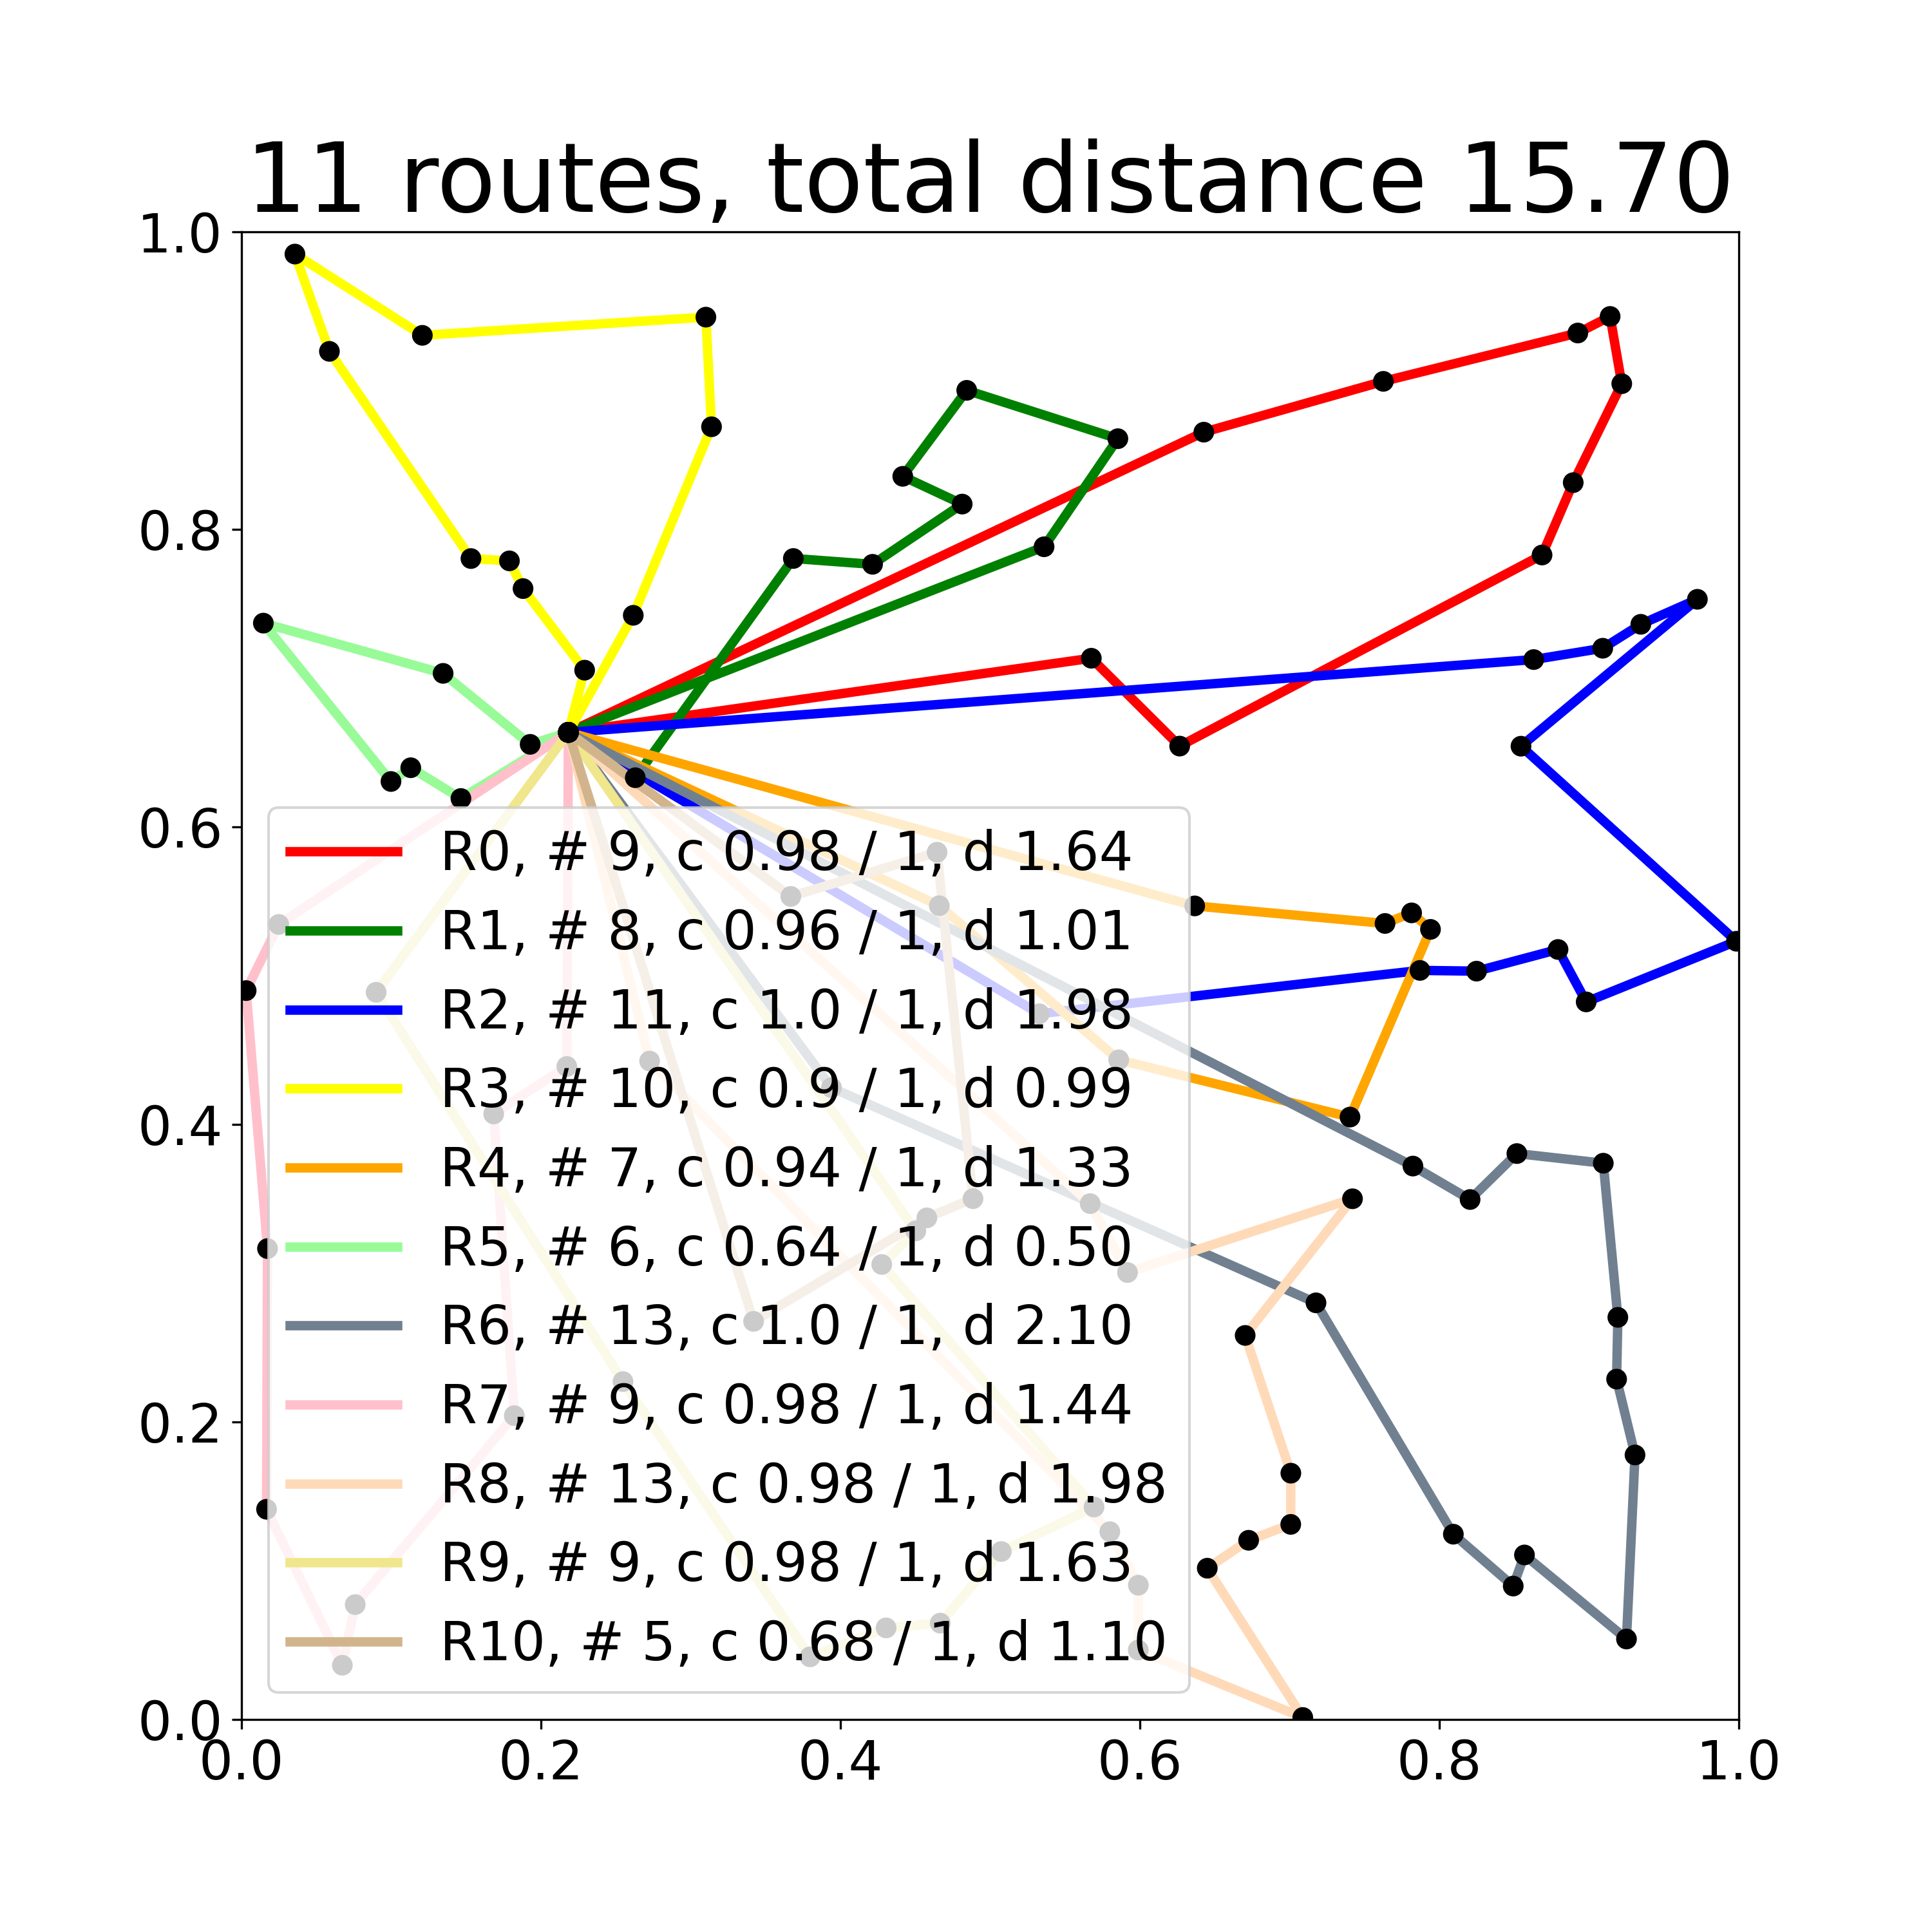 11 routes, total distance 15.70
1.0
0.8
0.6
0.4
0.2
0.0
R0, # 9, c 0.98 / 1, d 1.64
R1, # 8, c 0.96 / 1, d 1.01
R2, # 11, c 1.0 / 1, d 1.98
R3, # 10, c 0.9 / 1, d 0.99
R4, # 7, c 0.94 / 1, d 1.33
R5, # 6, c 0.64 / 1, d 0.50
R6, # 13, c 1.0 / 1, d 2.10
R7, # 9, c 0.98 / 1, d 1.44
R8, # 13, c 0.98 / 1, d 1.98
R9, # 9, c 0.98 / 1, d 1.63
R10, # 5, c 0.68 / 1, d 1.10
0.0 0.2 0.4 0.6 0.8 1.0